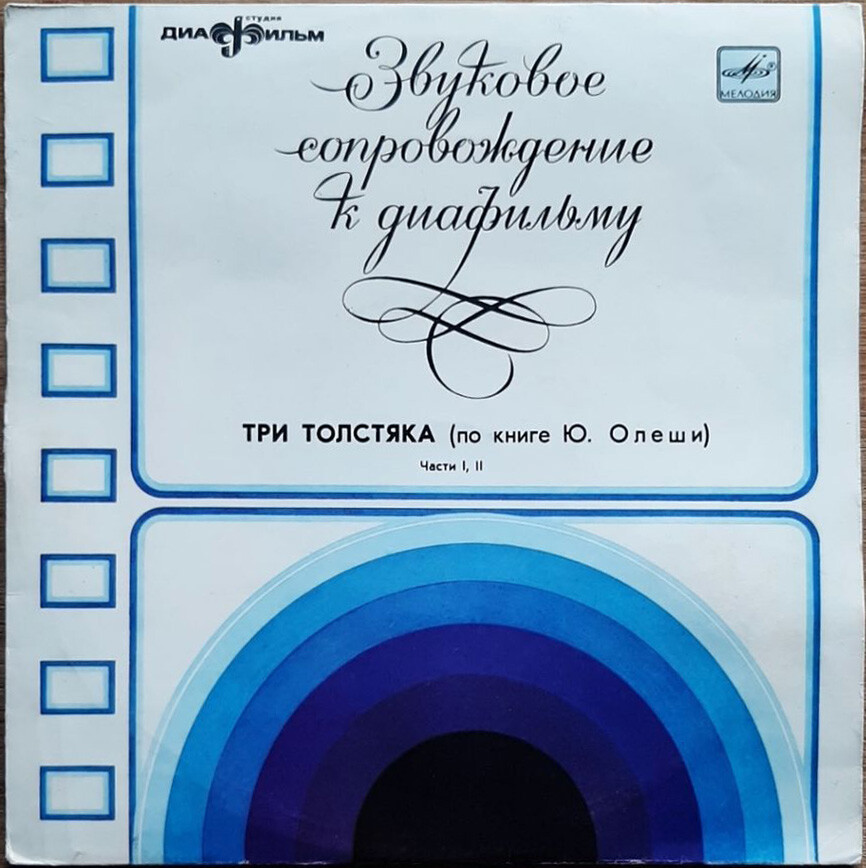 студия
ДИАФИЛЬМ
Звуковое
сопровождение
к диафильму
МЕЛОДИЯ
ТРИ ТОЛСТЯКА (по книге Ю. Олеши)
Части I, II